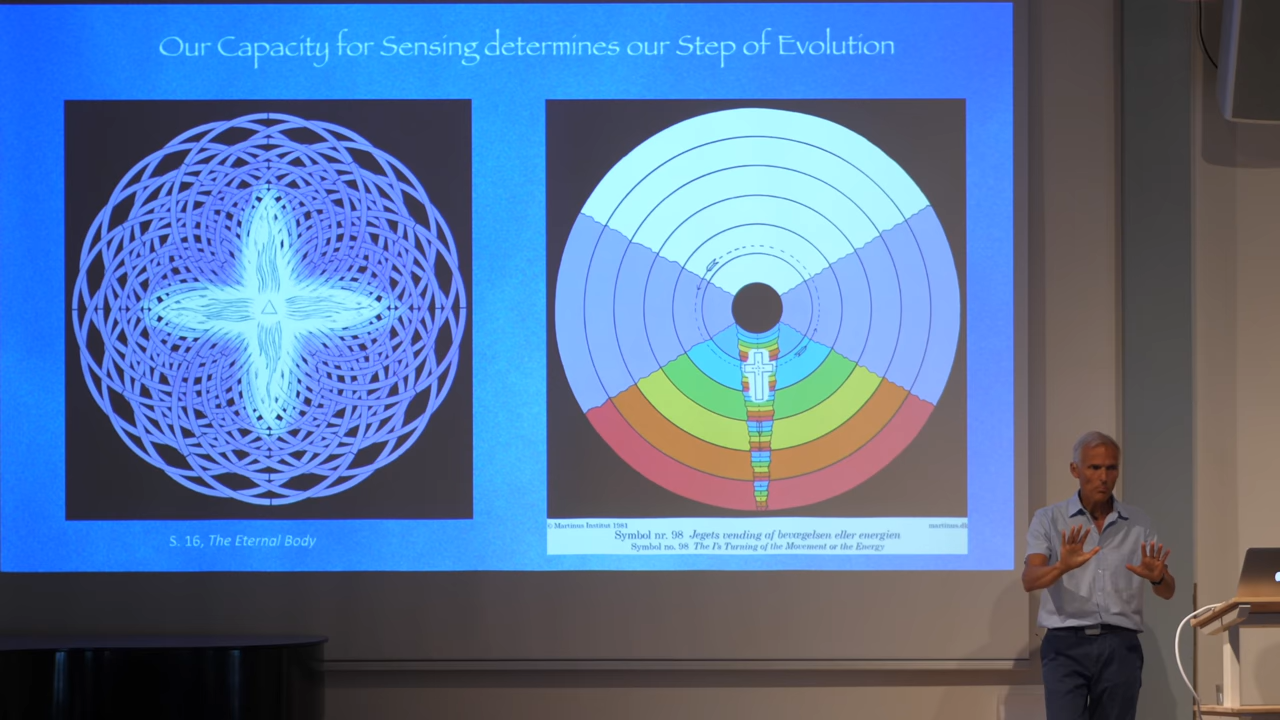 Our Capacity for Sensing determines our Step of Evolution
S. 16, The Eternal Body
© Martinus Institut 1981
martinus.dk
Symbol nr. 98 Jegets vending af bevægelsen eller energien
Symbol no. 98 The I's Turning of the Movement or the Energy